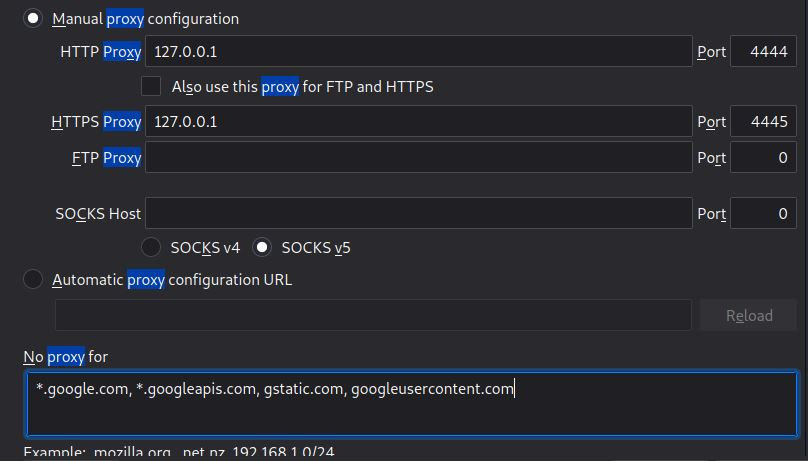 Manual proxy configuration
HTTP Proxy 127.0.0.1 Port 4444
Also use this proxy for FTP and HTTPS
HTTPS Proxy 127.0.0.1 Port 4445
FTP Proxy Port 0
SOCKS Host Port 0
SOCKS v4 SOCKS v5
Automatic proxy configuration URL
Reload
No proxy for
*.google.com, *.googleapis.com, gstatic.com, googleusercontent.com
Example: .mozilla.org, .net.nz, 192.168.1.0/24